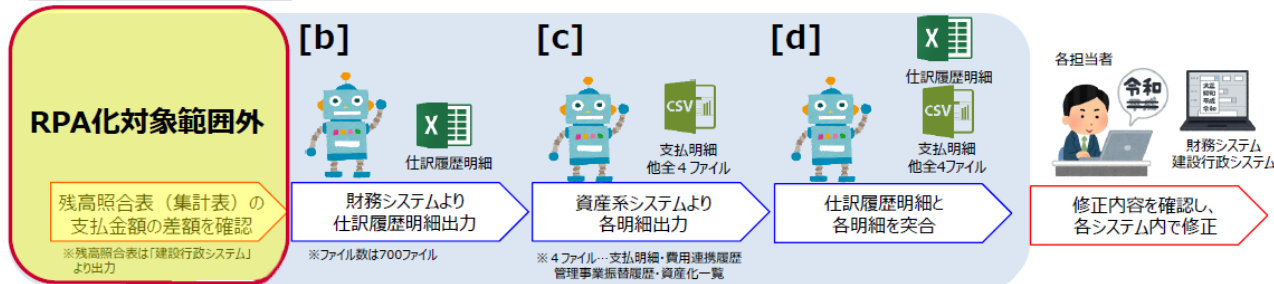 RPA化対象範囲外
残高照合表（集計表）の
支払金額の差額を確認
※残高照合表は「建設行政システム」
より出力
[b]
仕訳履歴明細
財務システムより
仕訳履歴明細出力
※ファイル数は700ファイル
[c]
CSV
支払明細
他全４ファイル
資産系システムより
各明細出力
※４ファイル…支払明細・費用連携履歴
管理事業振替履歴・資産化一覧
[d]
仕訳履歴明細
CSV
支払明細
他全4ファイル
仕訳履歴明細と
各明細を突合
各担当者
令和
平成
大正
昭和
平成
令和
財務システム
建設行政システム
修正内容を確認し、
各システム内で修正